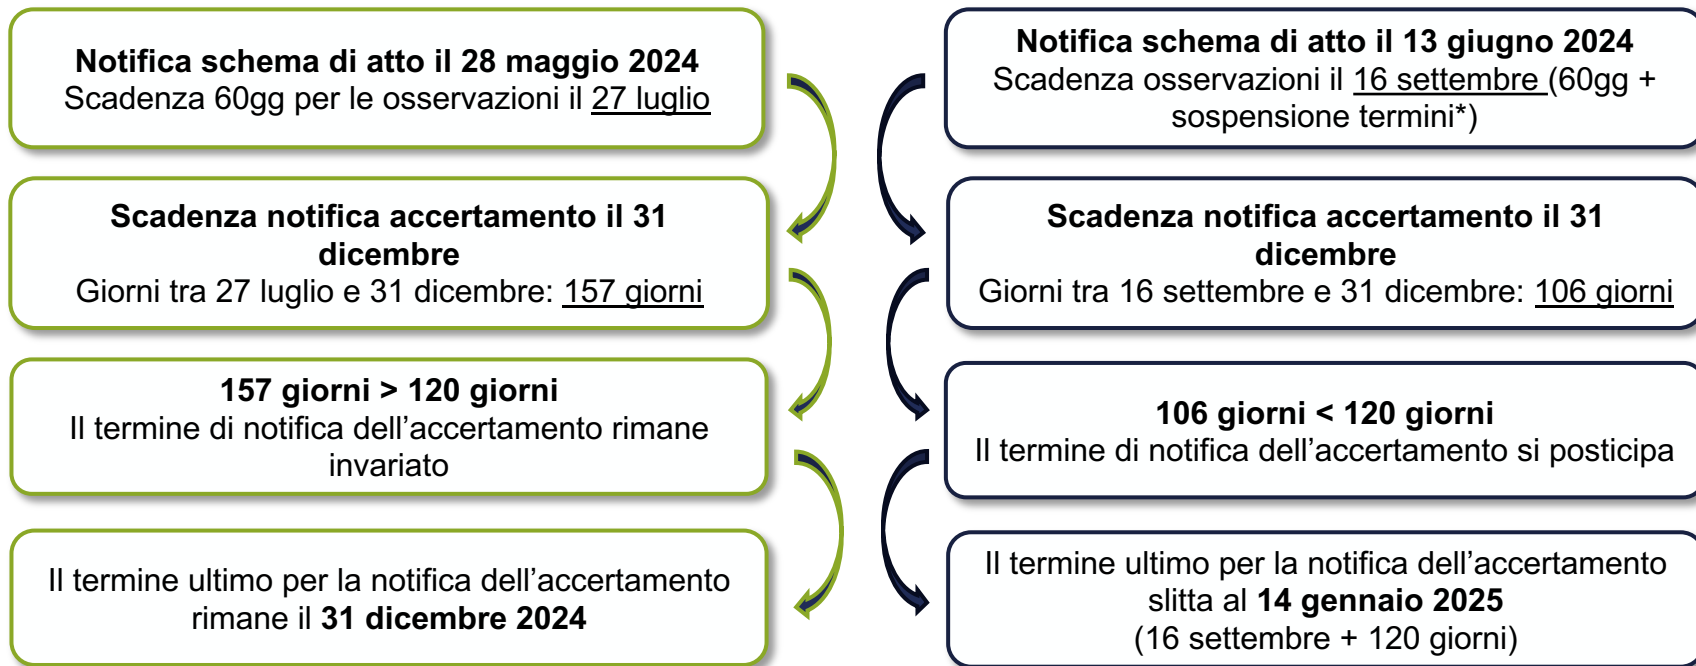 Notifica schema di atto il 28 maggio 2024
Scadenza 60gg per le osservazioni il 27 luglio
Scadenza notifica accertamento il 31
dicembre
Giorni tra 27 luglio e 31 dicembre: 157 giorni
157 giorni > 120 giorni
Il termine di notifica dell’accertamento rimane
invariato
Il termine ultimo per la notifica dell’accertamento
rimane il 31 dicembre 2024
Notifica schema di atto il 13 giugno 2024
Scadenza osservazioni il 16 settembre (60gg +
sospensione termini*)
Scadenza notifica accertamento il 31
dicembre
Giorni tra 16 settembre e 31 dicembre: 106 giorni
106 giorni < 120 giorni
Il termine di notifica dell’accertamento si posticipa
Il termine ultimo per la notifica dell’accertamento
slitta al 14 gennaio 2025
(16 settembre + 120 giorni)